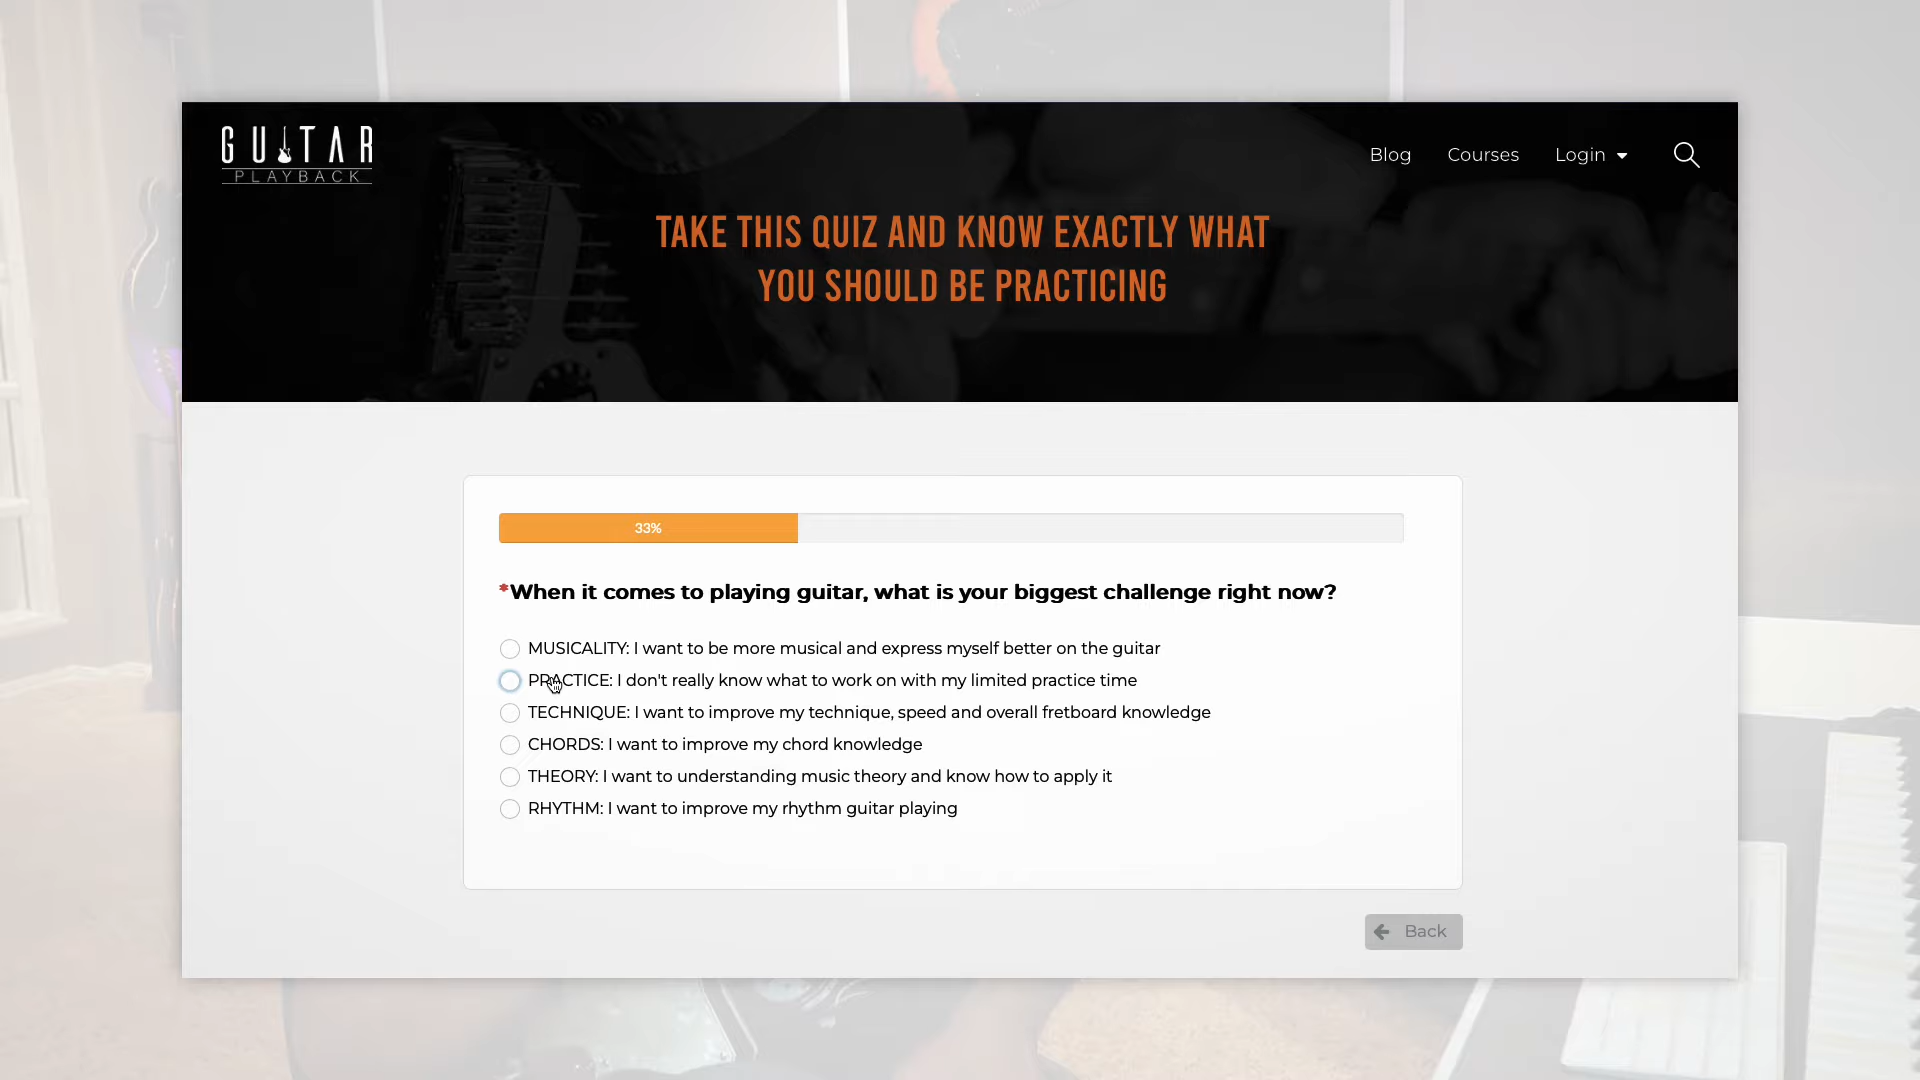 GUITAR
PLAYBACK
Blog
Courses
Login
TAKE THIS QUIZ AND KNOW EXACTLY WHAT
YOU SHOULD BE PRACTICING
33%
*When it comes to playing guitar, what is your biggest challenge right now?
MUSICALITY: I want to be more musical and express myself better on the guitar
PRACTICE: I don't really know what to work on with my limited practice time
TECHNIQUE: I want to improve my technique, speed and overall fretboard knowledge
CHORDS: I want to improve my chord knowledge
THEORY: I want to understanding music theory and know how to apply it
RHYTHM: I want to improve my rhythm guitar playing
Back